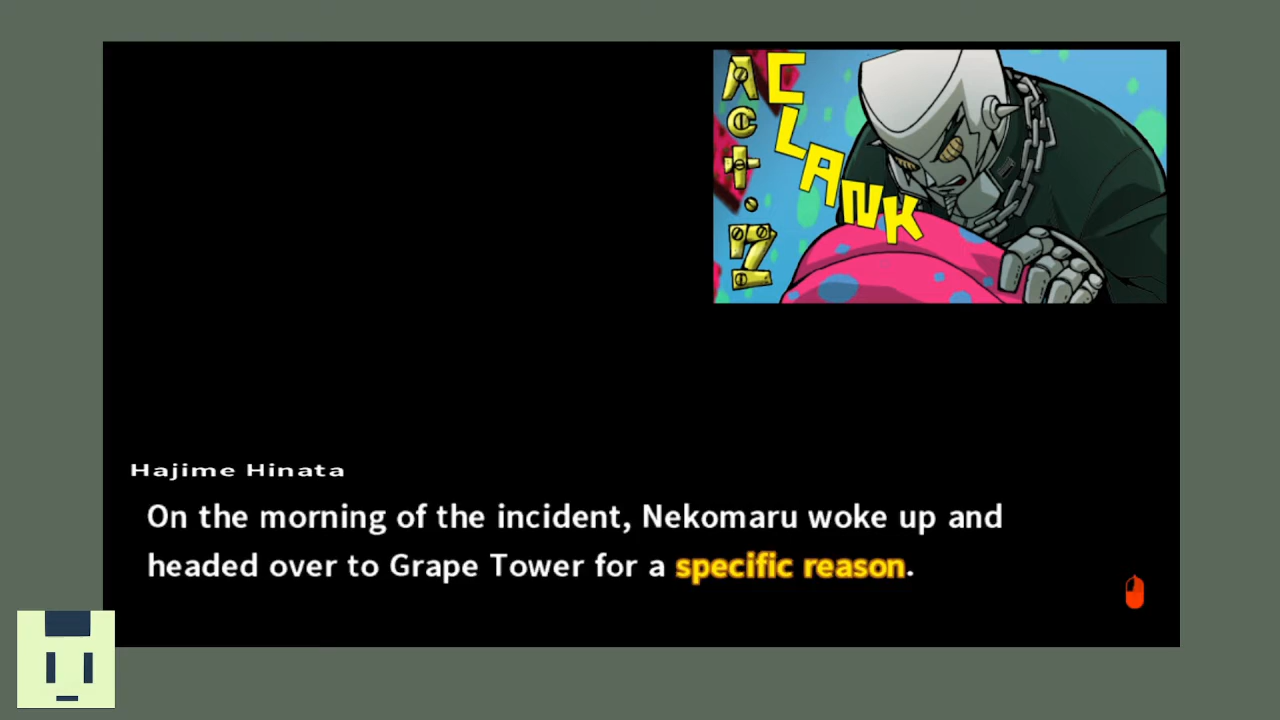 Act.2
CLANK
Hajime Hinata
On the morning of the incident, Nekomaru woke up and
headed over to Grape Tower for a specific reason.